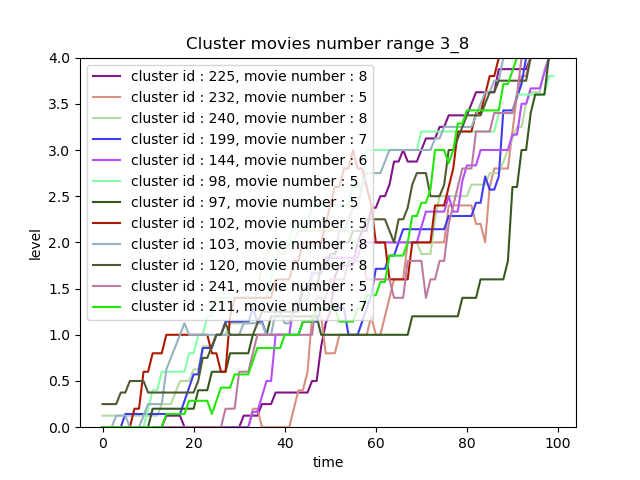 Cluster movies number range 3_8
4.0
3.5
3.0
2.5
2.0
1.5
1.0
0.5
0.0
level
cluster id : 225, movie number : 8
cluster id : 232, movie number : 5
cluster id : 240, movie number : 8
cluster id : 199, movie number : 7
cluster id : 144, movie number : 6
cluster id : 98, movie number : 5
cluster id : 97, movie number : 5
cluster id : 102, movie number : 5
cluster id : 103, movie number : 8
cluster id : 120, movie number : 8
cluster id : 241, movie number : 5
cluster id : 211, movie number : 7
0 20 40 60 80 100
time